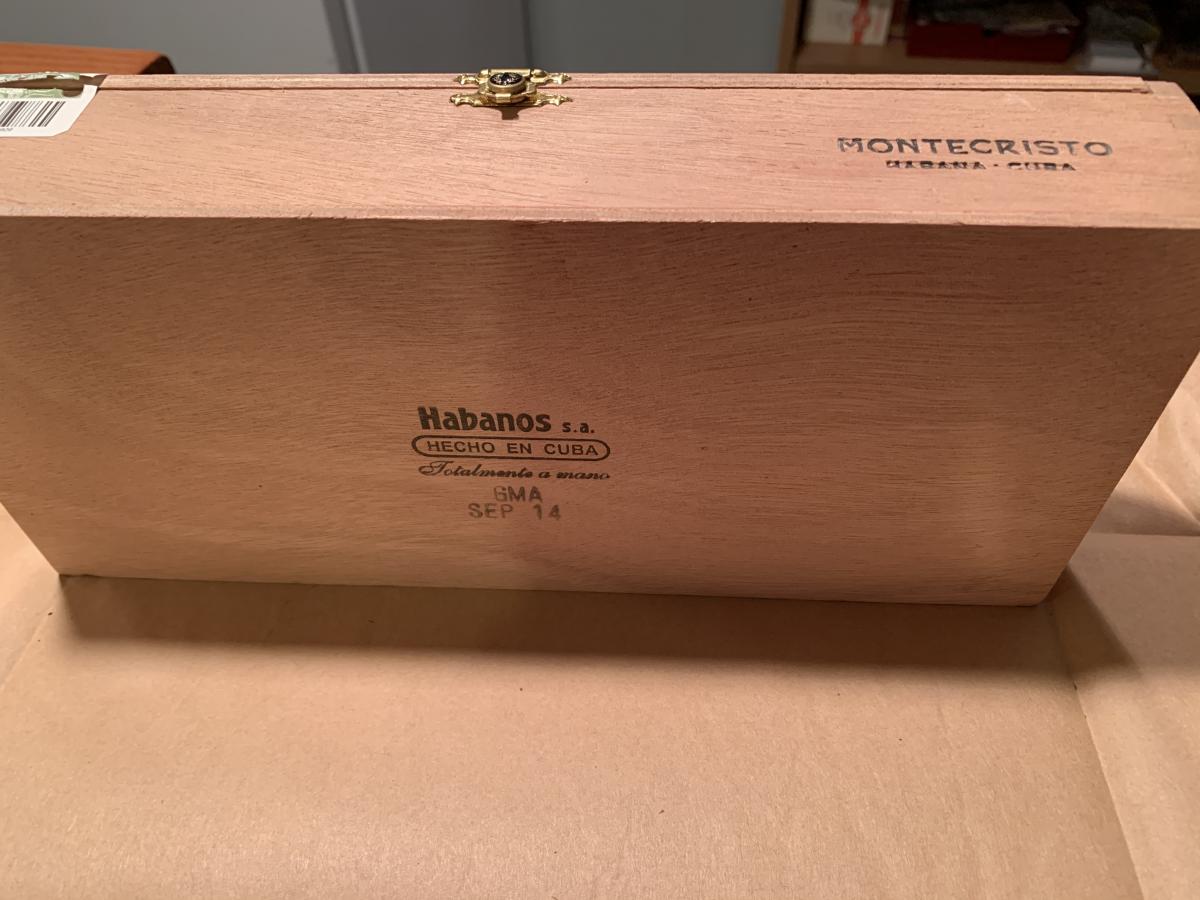 MONTECRISTO
HABANA · CUBA
Habanos s.a.
HECHO EN CUBA
Totalmente a mano
GMA
SEP 14